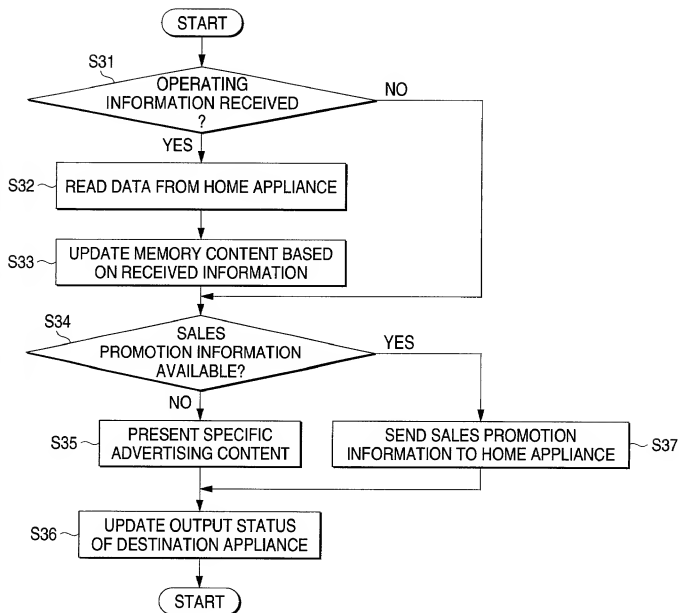 START
S31
OPERATING
INFORMATION RECEIVED
?
NO
YES
S32
READ DATA FROM HOME APPLIANCE
S33
UPDATE MEMORY CONTENT BASED
ON RECEIVED INFORMATION
S34
SALES
PROMOTION INFORMATION
AVAILABLE?
YES
NO
S35
PRESENT SPECIFIC
ADVERTISING CONTENT
SEND SALES PROMOTION
INFORMATION TO HOME APPLIANCE
S37
S36
UPDATE OUTPUT STATUS
OF DESTINATION APPLIANCE
START